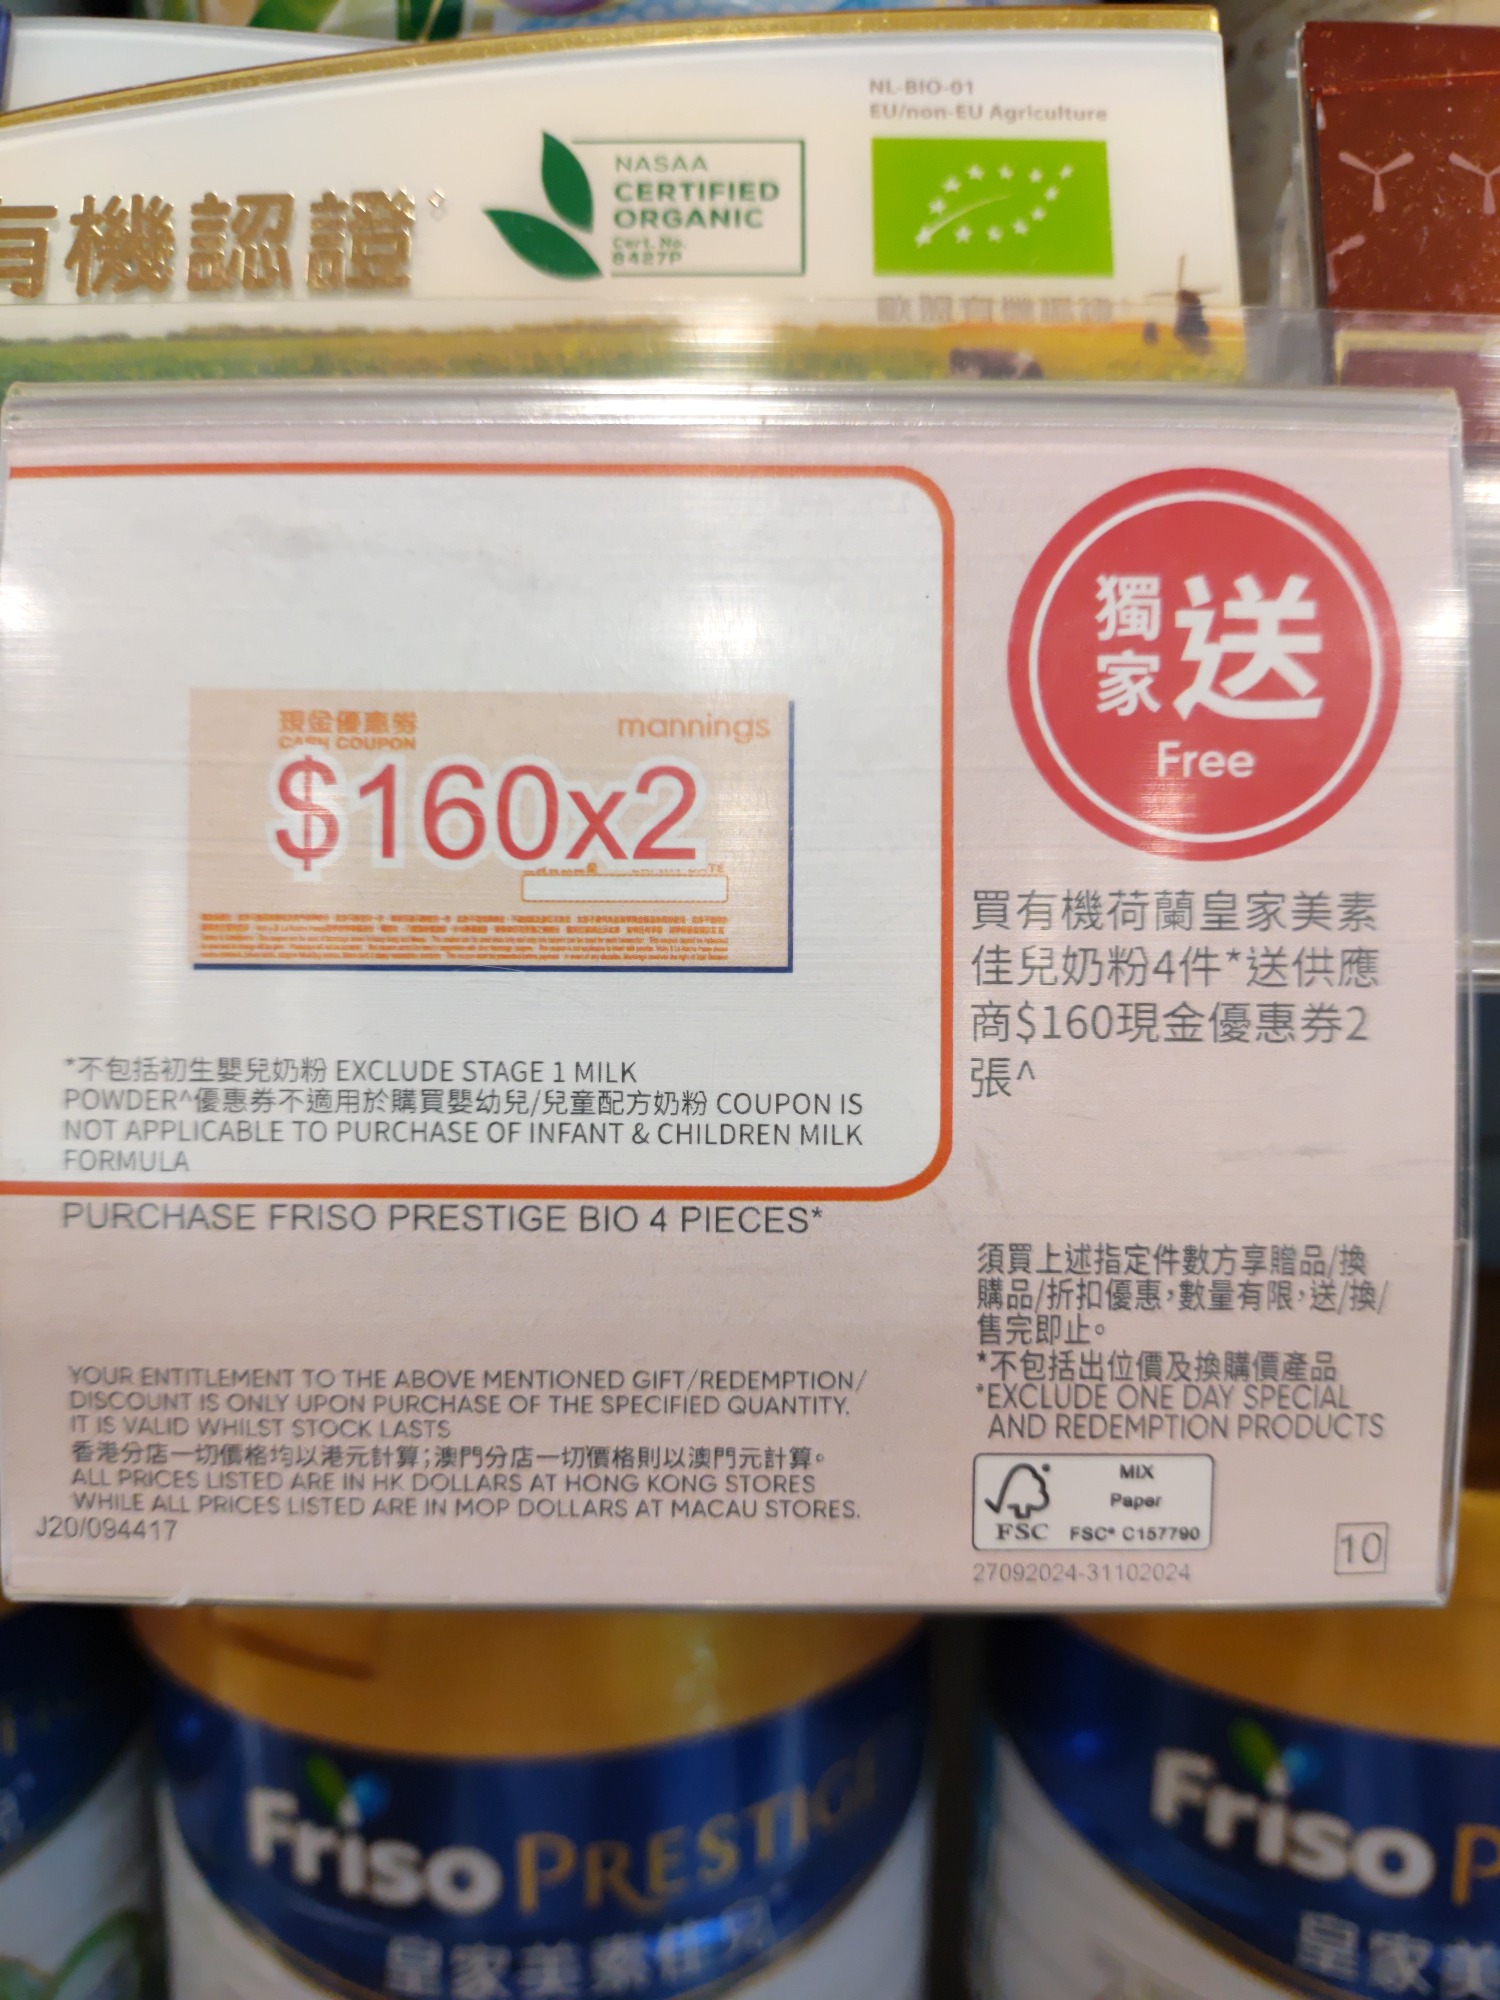 NL-BIO-01
EU/non-EU Agriculture
NASAA
CERTIFIED
ORGANIC
Cert. No.
8427P
有機認證
現金優惠券
CASH COUPON
mannings
$160x2
獨家
送
Free
買有機荷蘭皇家美素
佳兒奶粉4件*送供應
商$160現金優惠券2
張^
*不包括初生嬰兒奶粉 EXCLUDE STAGE 1 MILK
POWDER^優惠券不適用於購買嬰幼兒/兒童配方奶粉 COUPON IS
NOT APPLICABLE TO PURCHASE OF INFANT & CHILDREN MILK
FORMULA
PURCHASE FRISO PRESTIGE BIO 4 PIECES*
須買上述指定件數方享贈品/換
購品/折扣優惠，數量有限，送/換/
售完即止。
*不包括出位價及換購價產品
*EXCLUDE ONE DAY SPECIAL
AND REDEMPTION PRODUCTS
YOUR ENTITLEMENT TO THE ABOVE MENTIONED GIFT/REDEMPTION/
DISCOUNT IS ONLY UPON PURCHASE OF THE SPECIFIED QUANTITY.
IT IS VALID WHILST STOCK LASTS
香港分店一切價格均以港元計算；澳門分店一切價格則以澳門元計算。
ALL PRICES LISTED ARE IN HK DOLLARS AT HONG KONG STORES
WHILE ALL PRICES LISTED ARE IN MOP DOLLARS AT MACAU STORES.
J20/094417
MIX
Paper
FSC
FSC® C157790
27092024-31102024
10
Friso PRESTIGE
皇家美素佳兒
Friso P
皇家美